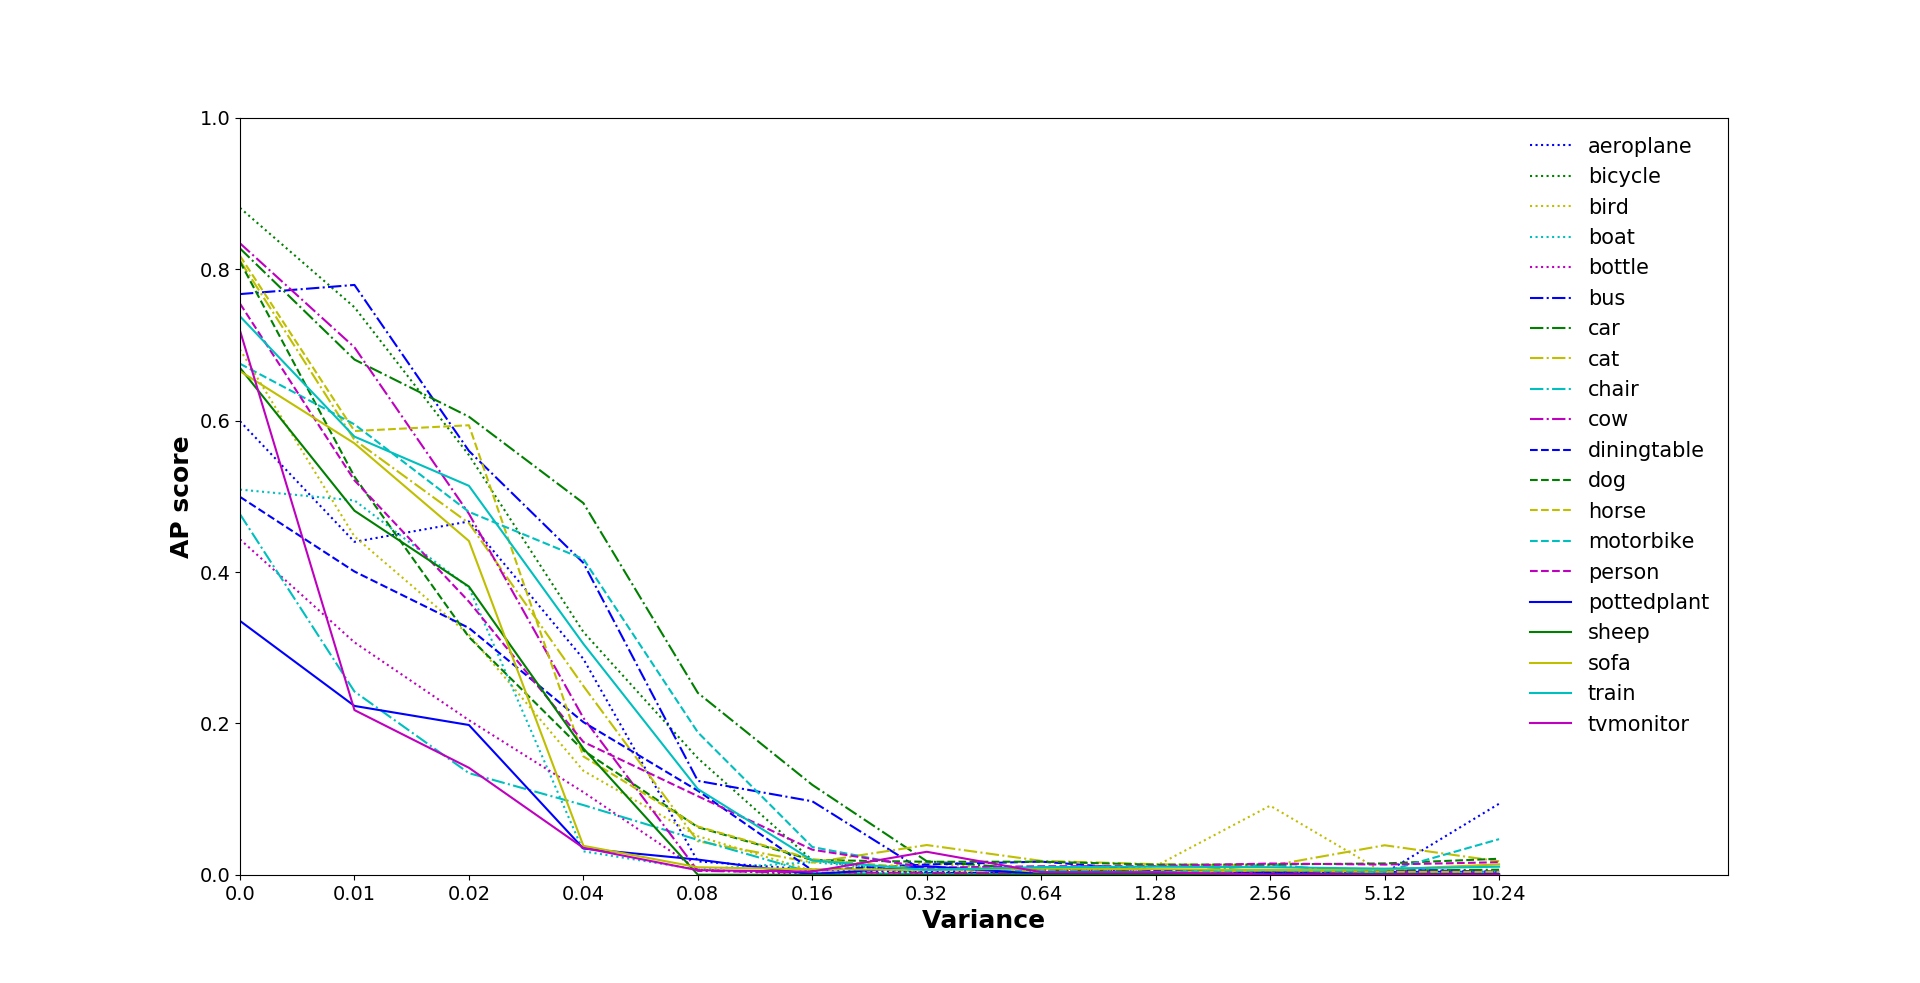 1.0
0.8
0.6
0.4
0.2
0.0
AP score
0.0 0.01 0.02 0.04 0.08 0.16 0.32 0.64 1.28 2.56 5.12 10.24
Variance
aeroplane
bicycle
bird
boat
bottle
bus
car
cat
chair
cow
diningtable
dog
horse
motorbike
person
pottedplant
sheep
sofa
train
tvmonitor